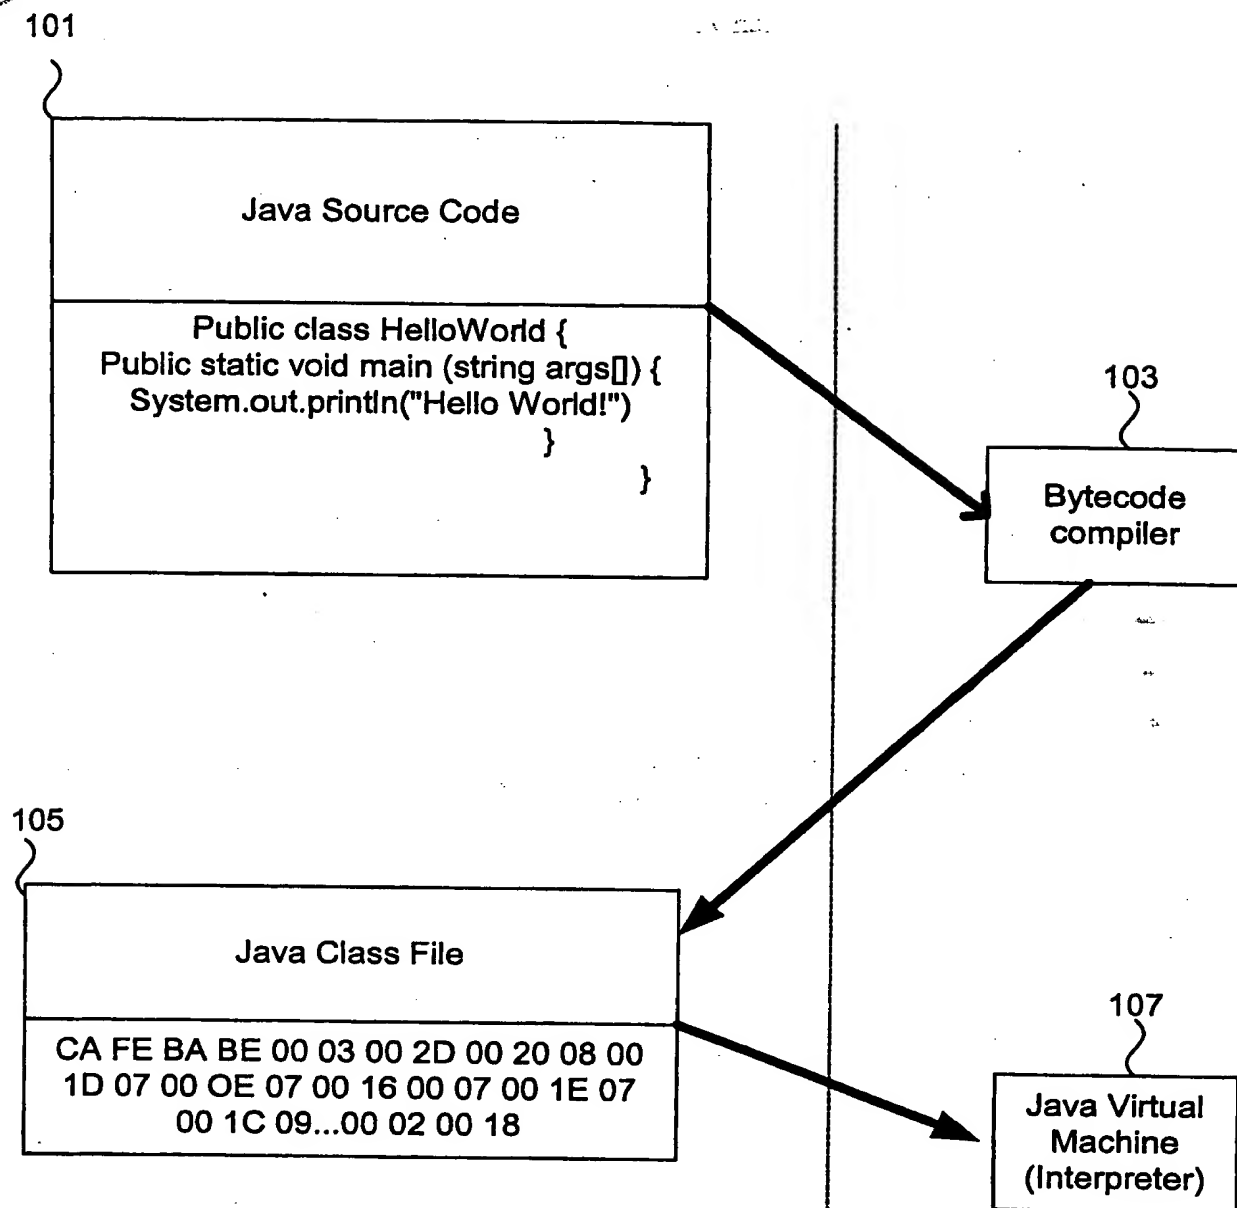 101
Java Source Code
Public class HelloWorld {
Public static void main (string args[]) {
System.out.println("Hello World!")
}
}
103
Bytecode
compiler
105
Java Class File
CA FE BA BE 00 03 00 2D 00 20 08 00
1D 07 00 OE 07 00 16 00 07 00 1E 07
00 1C 09...00 02 00 18
107
Java Virtual
Machine
(Interpreter)